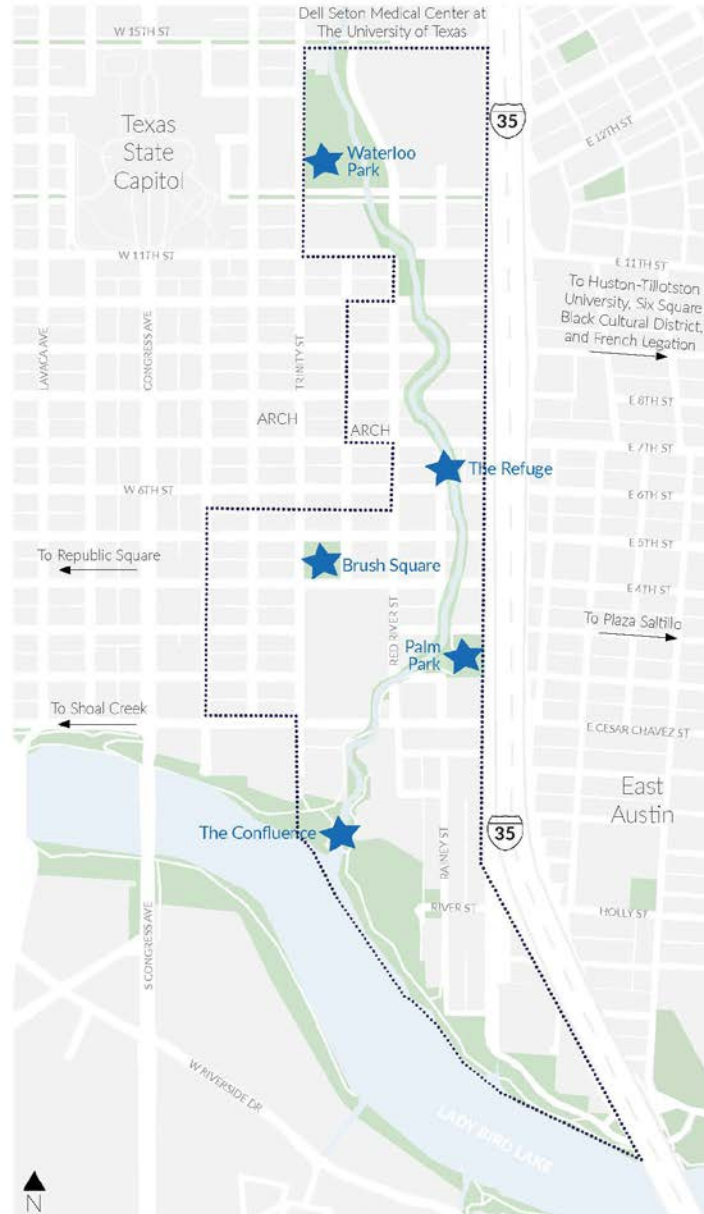 Dell Seton Medical Center at
The University of Texas
W 15TH ST
35
E 12TH ST
Texas
State
Capitol
Waterloo
Park
W 11TH ST
E 11TH ST
To Huston-Tillotston
University, Six Square
Black Cultural District,
and French Legation
LAVACA AVE
CONGRESS AVE
TRINITY ST
E 8TH ST
ARCH
ARCH
E 7TH ST
The Refuge
W 6TH ST
E 6TH ST
E 5TH ST
To Republic Square
Brush Square
E 4TH ST
RED RIVER ST
To Plaza Saltillo
Palm
Park
To Shoal Creek
E CESAR CHAVEZ ST
East
Austin
The Confluence
35
RAINEY ST
RIVER ST
HOLLY ST
S CONGRESS AVE
W RIVERSIDE DR
LADY BIRD LAKE
N